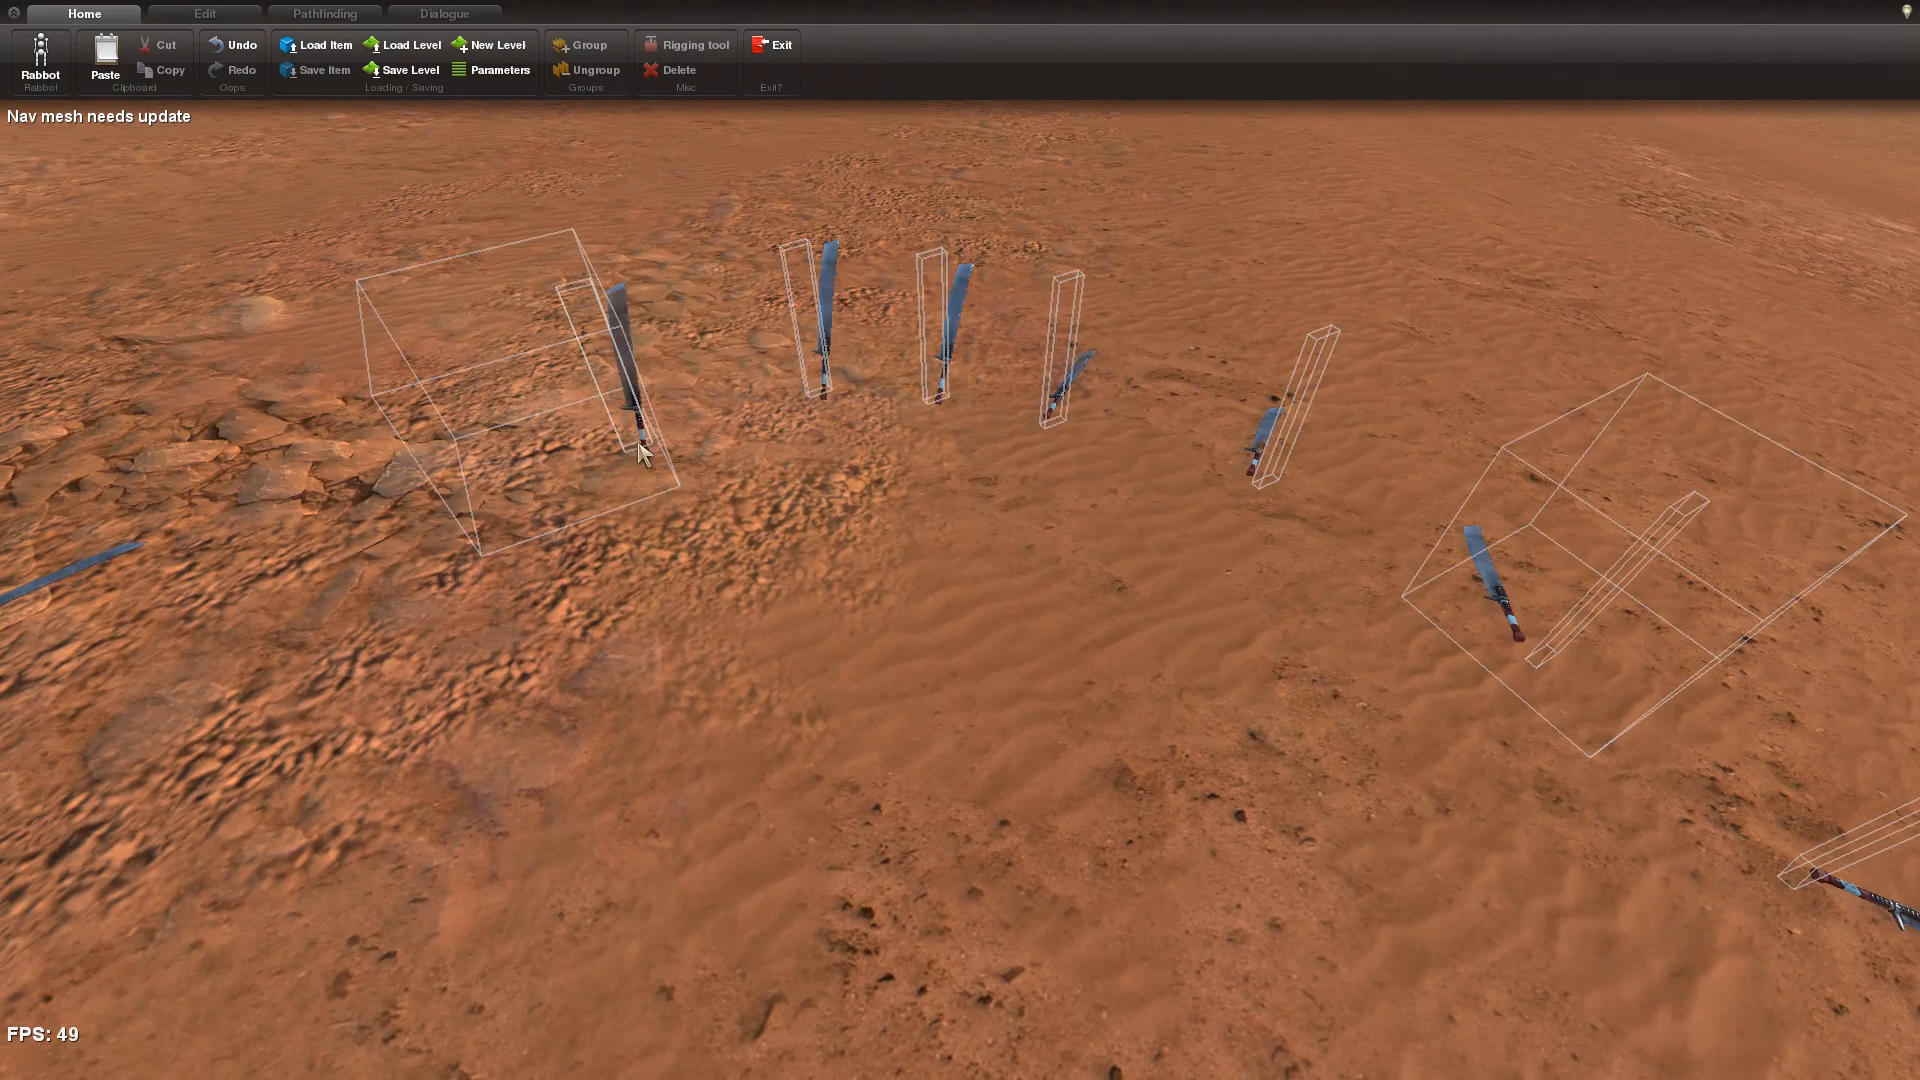 Home Edit Pathfinding Dialogue
Rabbot Paste Cut Undo Load Item Load Level New Level Group Rigging tool Exit
Copy Redo Save Item Save Level Parameters Ungroup Delete
Rabbot Clipboard Oops Loading / Saving Groups Misc Exit?
Nav mesh needs update
FPS: 49